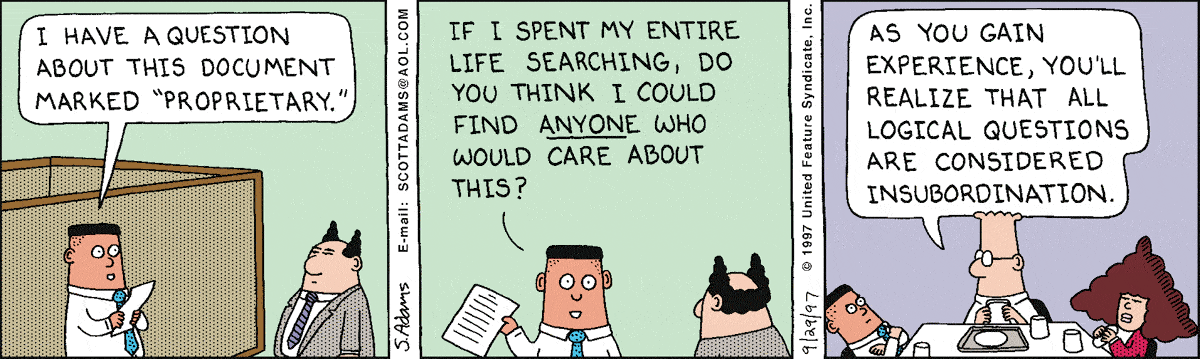 I HAVE A QUESTION
ABOUT THIS DOCUMENT
MARKED "PROPRIETARY."
S.Adams E-mail: SCOTTADAMS@AOL.COM
IF I SPENT MY ENTIRE
LIFE SEARCHING, DO
YOU THINK I COULD
FIND ANYONE WHO
WOULD CARE ABOUT
THIS?
9/29/97 © 1997 United Feature Syndicate, Inc.
AS YOU GAIN
EXPERIENCE, YOU'LL
REALIZE THAT ALL
LOGICAL QUESTIONS
ARE CONSIDERED
INSUBORDINATION.